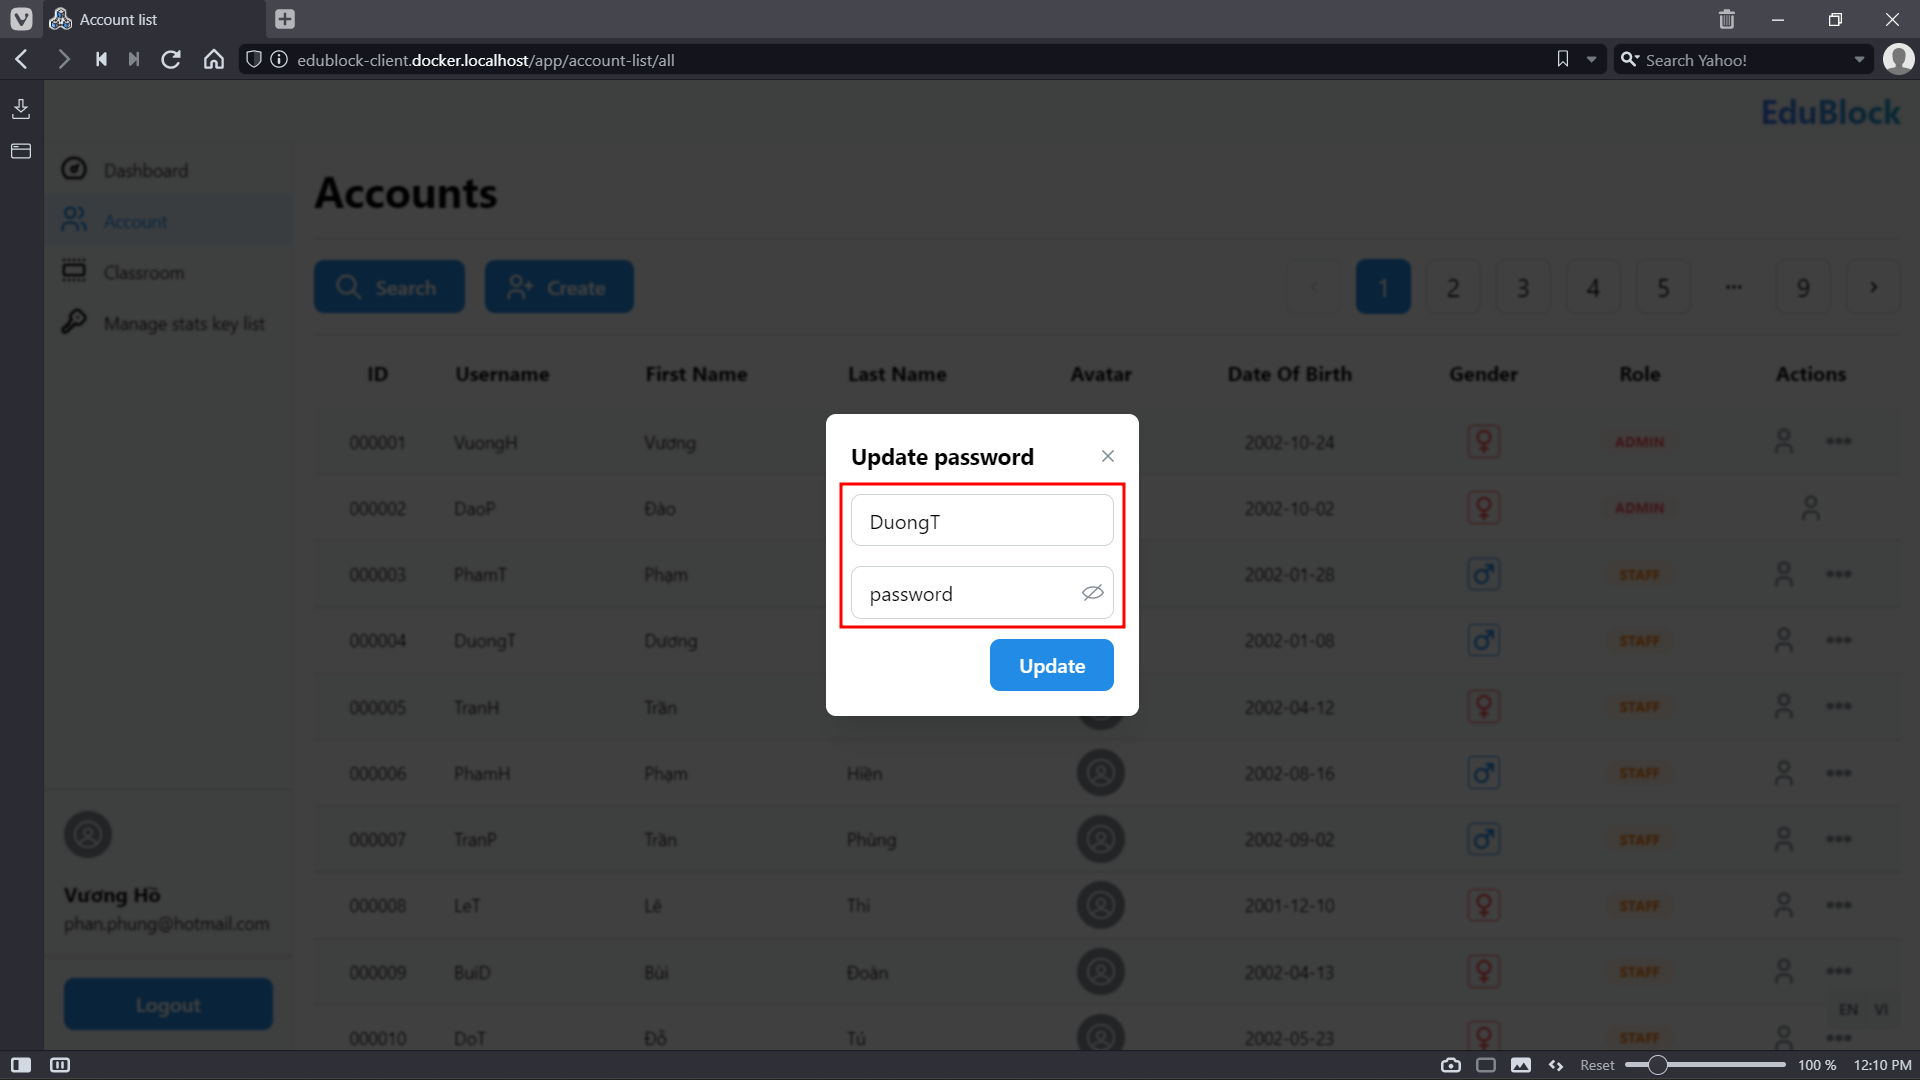 Account list
edublock-client.docker.localhost/app/account-list/all
Search Yahoo!
EduBlock
Dashboard
Account
Classroom
Manage stats key list
Accounts
Search
Create
1 2 3 4 5 ••• 9
ID Username First Name Last Name Avatar Date Of Birth Gender Role Actions
000001 VuongH Vương 2002-10-24 ADMIN
000002 DaoP Đào 2002-10-02 ADMIN
000003 PhamT Phạm 2002-01-28 STAFF
000004 DuongT Dương 2002-01-08 STAFF
000005 TranH Trần 2002-04-12 STAFF
000006 PhamH Phạm Hiền 2002-08-16 STAFF
000007 TranP Trần Phùng 2002-09-02 STAFF
000008 LeT Lê Thi 2001-12-10 STAFF
000009 BuiD Bùi Đoàn 2002-04-13 STAFF
000010 DoT Đỗ Tú 2002-05-23 STAFF
Update password
DuongT
password
Update
Vương Hồ
phan.phung@hotmail.com
Logout
EN VI
Reset 100 % 12:10 PM